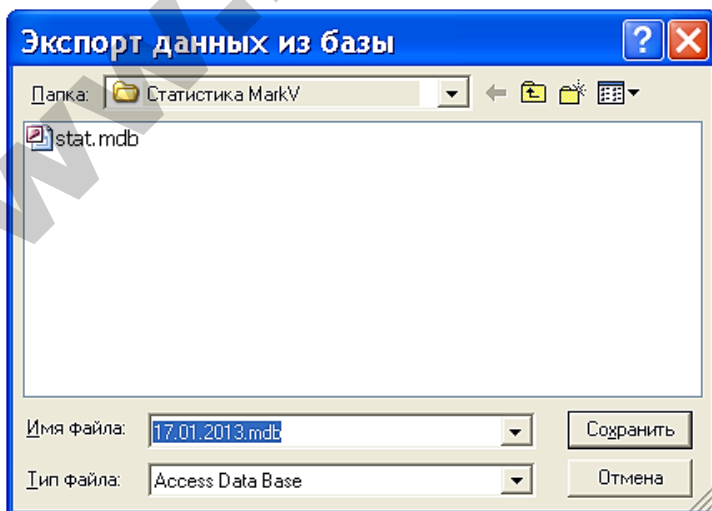 Экспорт данных из базы
Папка: Статистика MarkV
stat.mdb
Имя файла: 17.01.2013.mdb Сохранить
Тип файла: Access Data Base Отмена